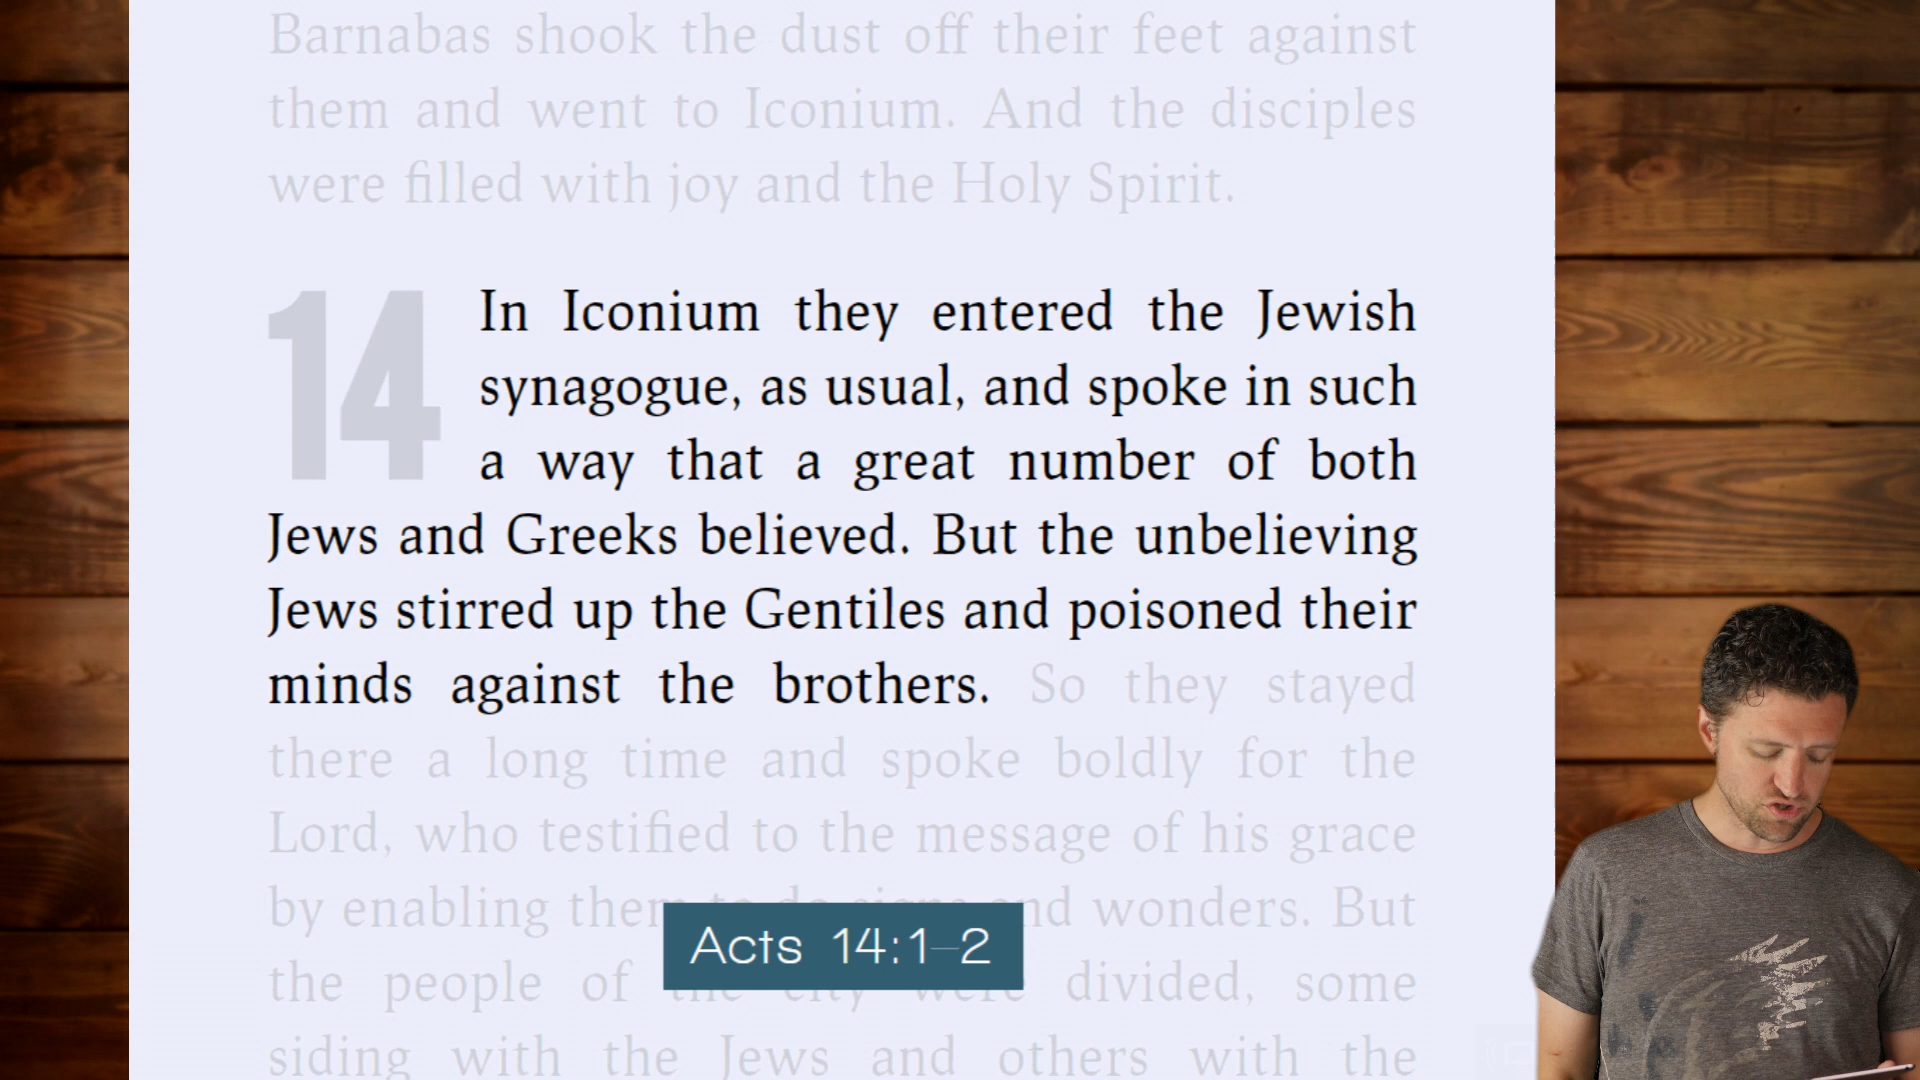 Barnabas shook the dust off their feet against
them and went to Iconium. And the disciples
were filled with joy and the Holy Spirit.
14
In Iconium they entered the Jewish
synagogue, as usual, and spoke in such
a way that a great number of both
Jews and Greeks believed. But the unbelieving
Jews stirred up the Gentiles and poisoned their
minds against the brothers. So they stayed
there a long time and spoke boldly for the
Lord, who testified to the message of his grace
by enabling them to do signs and wonders. But
the people of the city were divided, some
siding with the Jews and others with the
Acts 14:1–2